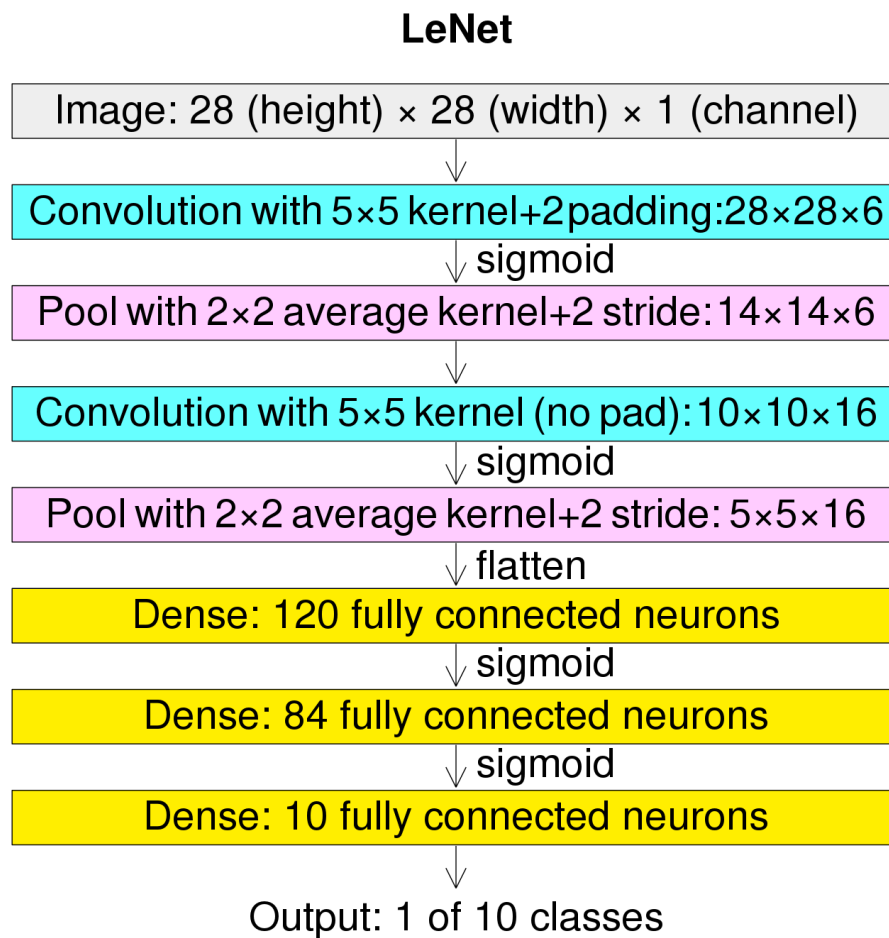 LeNet
Image: 28 (height) × 28 (width) × 1 (channel)
Convolution with 5×5 kernel+2padding:28×28×6
sigmoid
Pool with 2×2 average kernel+2 stride:14×14×6
Convolution with 5×5 kernel (no pad):10×10×16
sigmoid
Pool with 2×2 average kernel+2 stride: 5×5×16
flatten
Dense: 120 fully connected neurons
sigmoid
Dense: 84 fully connected neurons
sigmoid
Dense: 10 fully connected neurons
Output: 1 of 10 classes